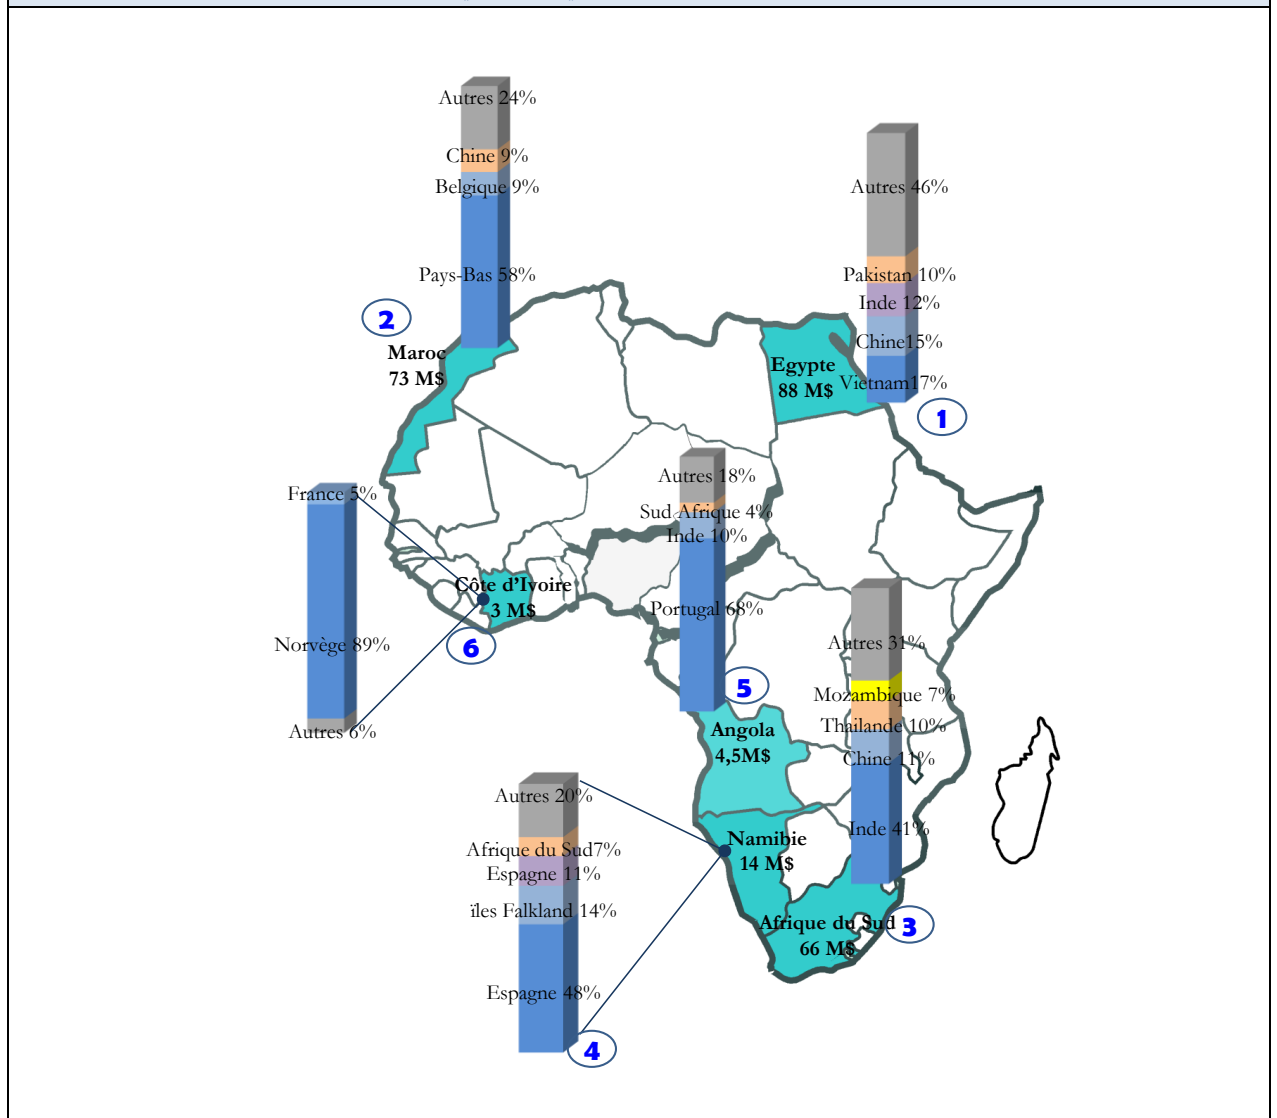 Autres 24%
Chine 9%
Belgique 9%
Pays-Bas 58%
2
Maroc
73 M$
Autres 46%
Pakistan 10%
Inde 12%
Chine15%
Vietnam17%
Egypte
88 M$
1
France 5%
Norvège 89%
Autres 6%
Côte d'Ivoire
3 M$
6
Autres 18%
Sud Afrique 4%
Inde 10%
Portugal 68%
5
Angola
4,5M$
Autres 31%
Mozambique 7%
Thailande 10%
Chine 11%
Inde 41%
Autres 20%
Afrique du Sud7%
Espagne 11%
îles Falkland 14%
Espagne 48%
4
Namibie
14 M$
Afrique du Sud
66 M$
3